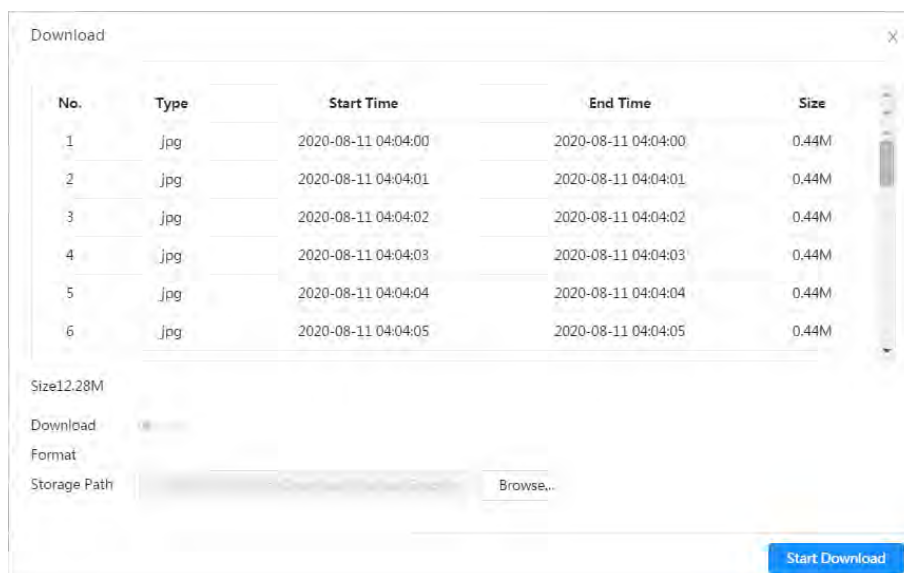 Download
No. Type Start Time End Time Size
1 .jpg 2020-08-11 04:04:00 2020-08-11 04:04:00 0.44M
2 .jpg 2020-08-11 04:04:01 2020-08-11 04:04:01 0.44M
3 .jpg 2020-08-11 04:04:02 2020-08-11 04:04:02 0.44M
4 .jpg 2020-08-11 04:04:03 2020-08-11 04:04:03 0.44M
5 .jpg 2020-08-11 04:04:04 2020-08-11 04:04:04 0.44M
6 .jpg 2020-08-11 04:04:05 2020-08-11 04:04:05 0.44M
Size12.28M
Download
Format
Storage Path Browse...
Start Download